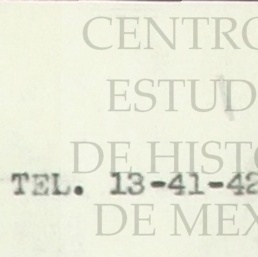 CENTRO
ESTUD
DE HISTO
TEL. 13-41-42
DE MEX